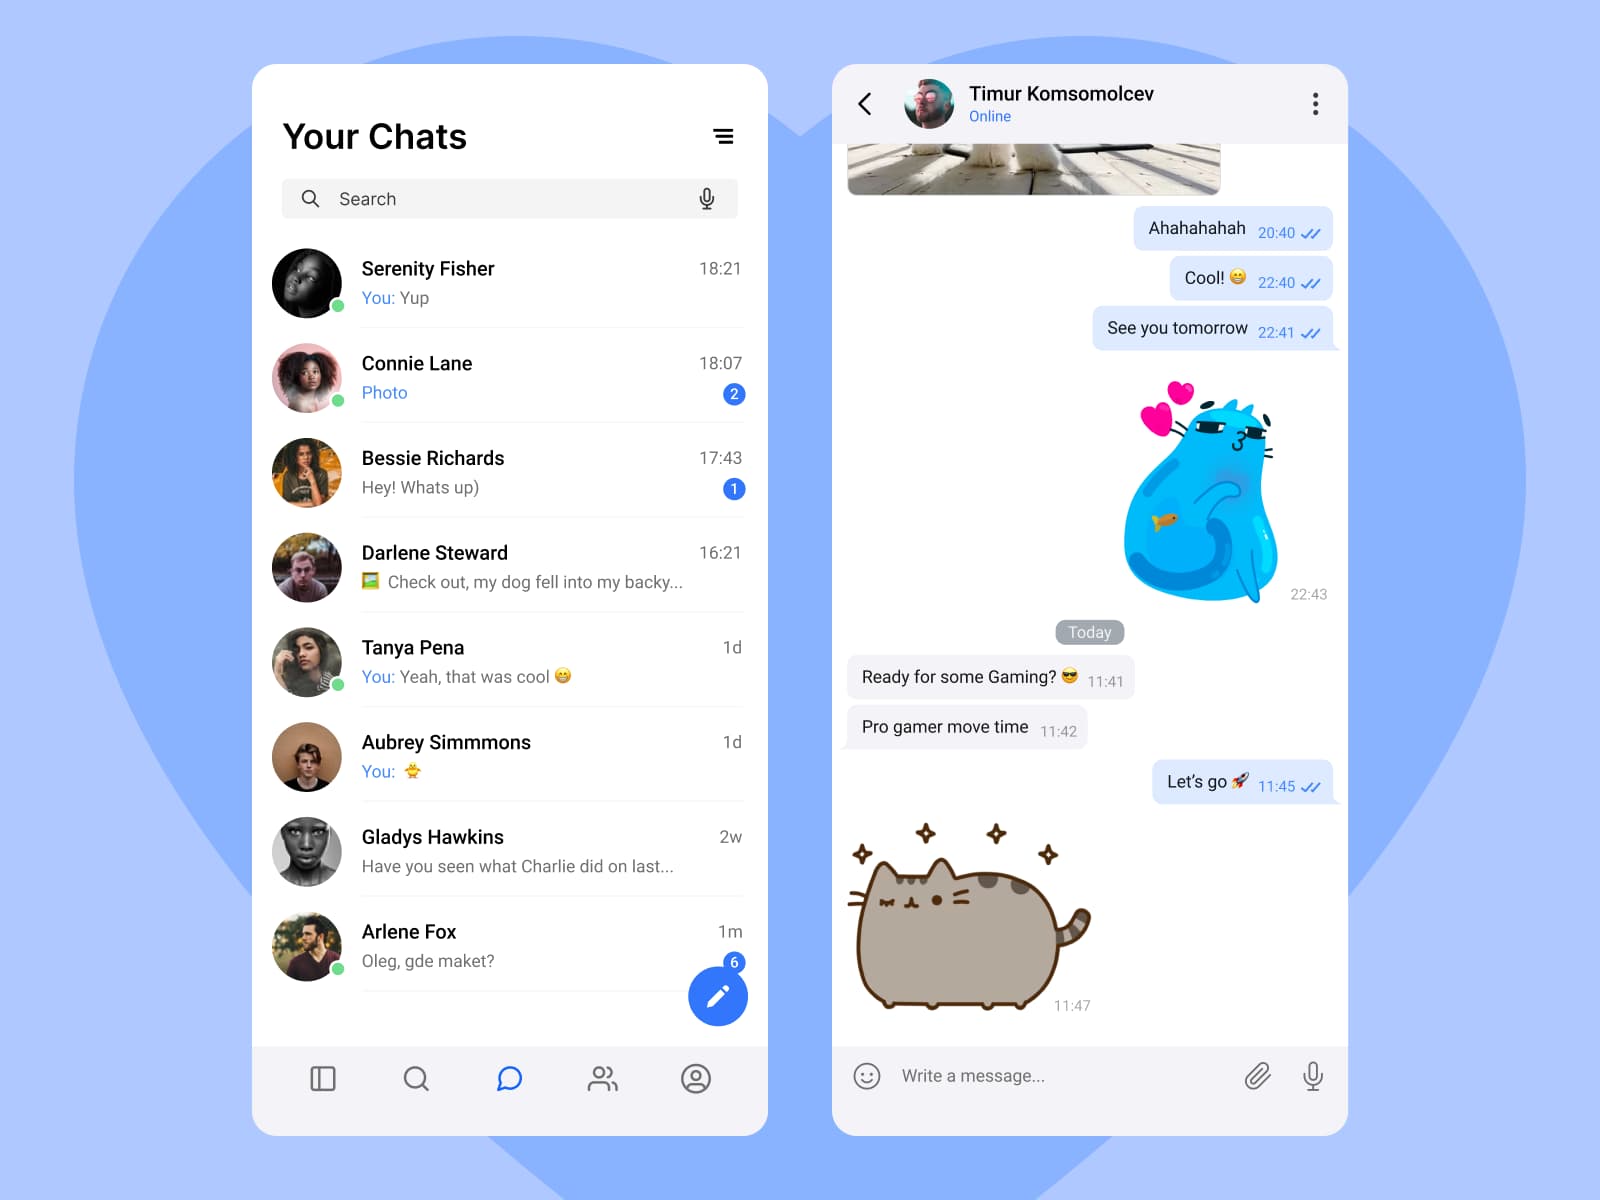 Your Chats
Search
Serenity Fisher 18:21
You: Yup
Connie Lane 18:07
Photo 2
Bessie Richards 17:43
Hey! Whats up) 1
Darlene Steward 16:21
Check out, my dog fell into my backy...
Tanya Pena 1d
You: Yeah, that was cool 😁
Aubrey Simmmons 1d
You: 🐥
Gladys Hawkins 2w
Have you seen what Charlie did on last...
Arlene Fox 1m
Oleg, gde maket? 6
Timur Komsomolcev
Online
Ahahahahah 20:40
Cool! 😁 22:40
See you tomorrow 22:41
22:43
Today
Ready for some Gaming? 😎 11:41
Pro gamer move time 11:42
Let's go 🚀 11:45
11:47
Write a message...